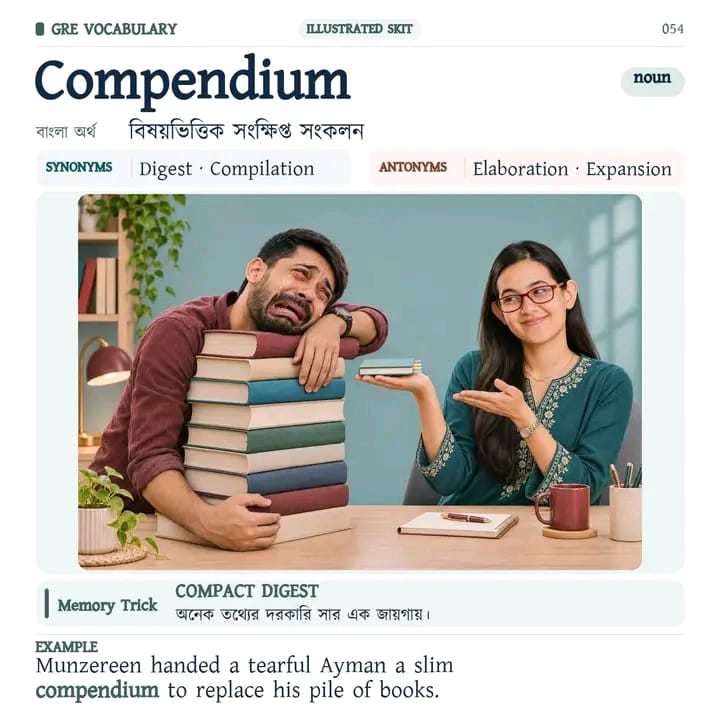 GRE VOCABULARY
ILLUSTRATED SKIT
054
Compendium
noun
বাংলা অর্থ
বিষয়ভিত্তিক সংক্ষিপ্ত সংকলন
SYNONYMS
Digest · Compilation
ANTONYMS
Elaboration · Expansion
Memory Trick
COMPACT DIGEST
অনেক তথ্যের দরকারি সার এক জায়গায়।
EXAMPLE
Munzereen handed a tearful Ayman a slim
compendium to replace his pile of books.